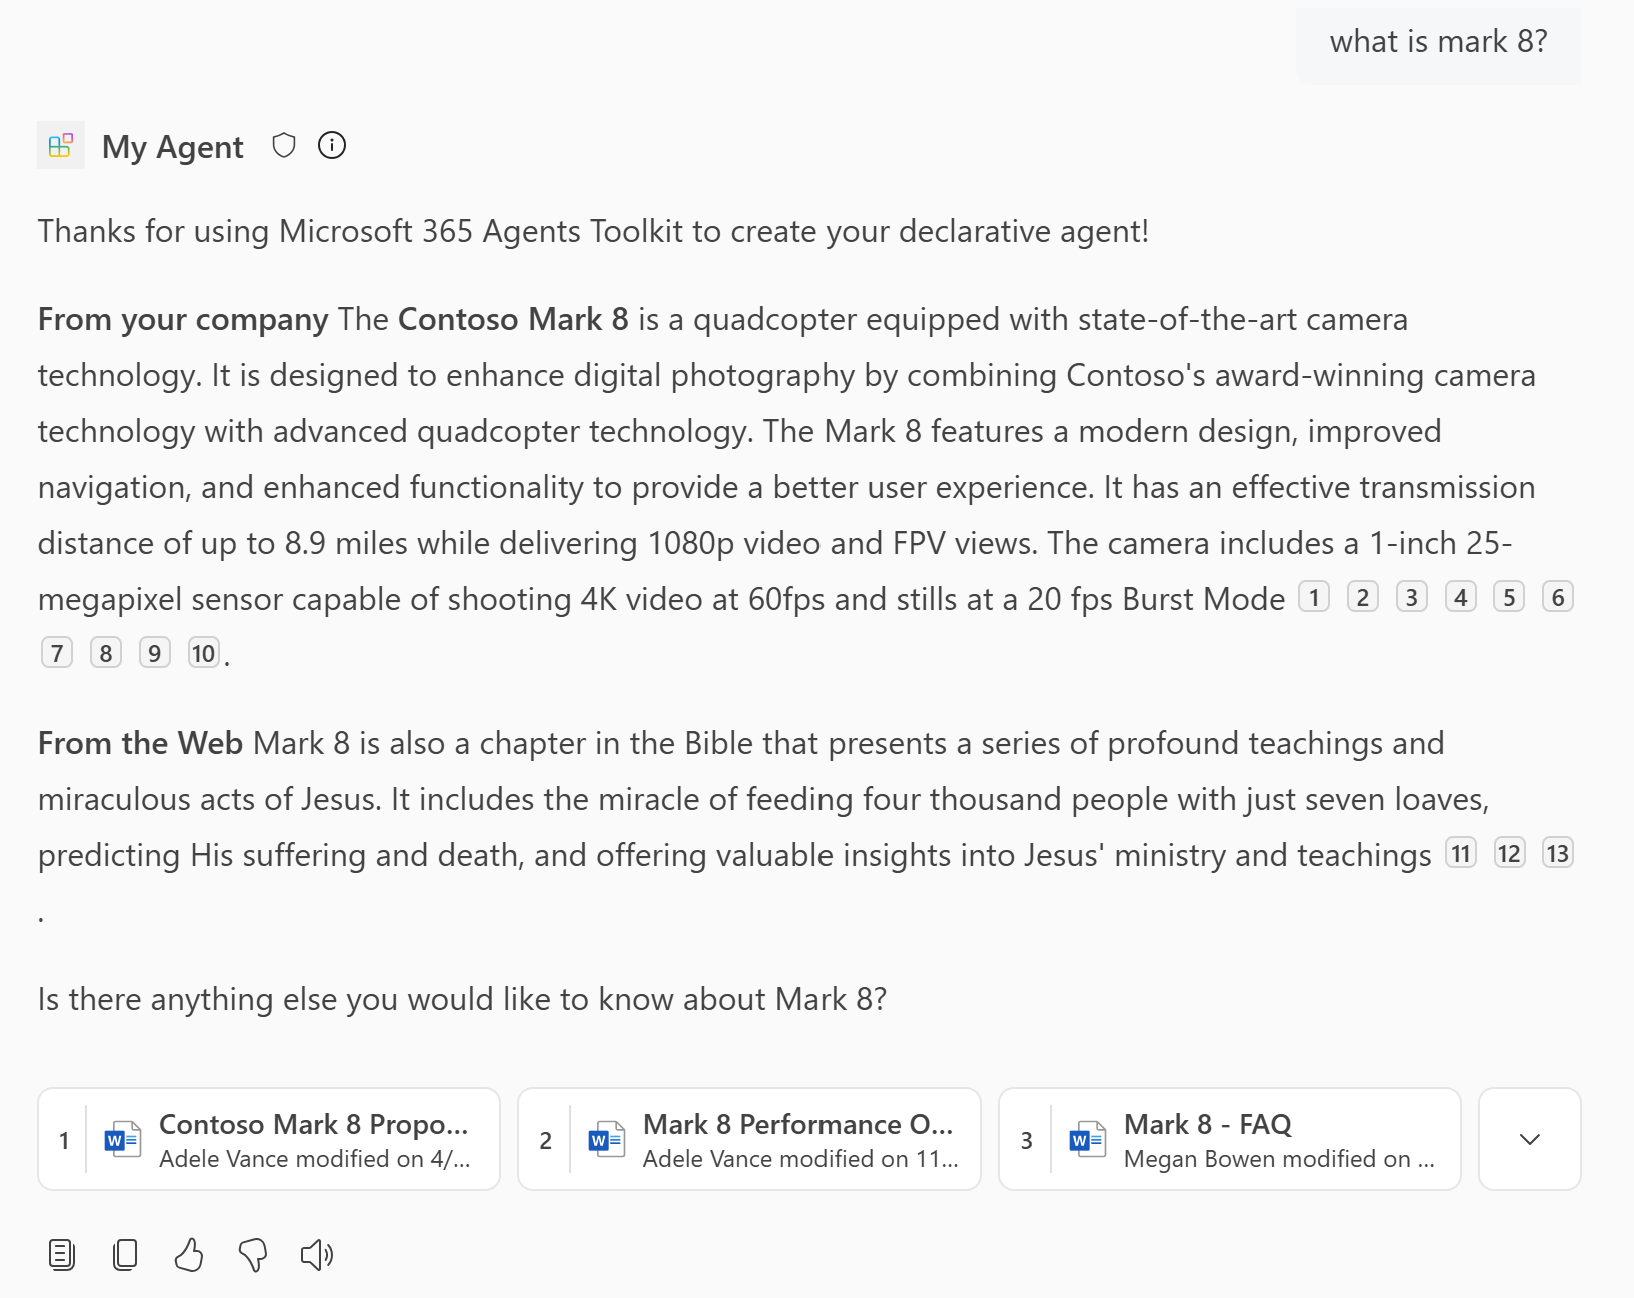 what is mark 8?
My Agent
Thanks for using Microsoft 365 Agents Toolkit to create your declarative agent!
From your company The Contoso Mark 8 is a quadcopter equipped with state-of-the-art camera
technology. It is designed to enhance digital photography by combining Contoso's award-winning camera
technology with advanced quadcopter technology. The Mark 8 features a modern design, improved
navigation, and enhanced functionality to provide a better user experience. It has an effective transmission
distance of up to 8.9 miles while delivering 1080p video and FPV views. The camera includes a 1-inch 25-
megapixel sensor capable of shooting 4K video at 60fps and stills at a 20 fps Burst Mode 1 2 3 4 5 6
7 8 9 10 .
From the Web Mark 8 is also a chapter in the Bible that presents a series of profound teachings and
miraculous acts of Jesus. It includes the miracle of feeding four thousand people with just seven loaves,
predicting His suffering and death, and offering valuable insights into Jesus' ministry and teachings 11 12 13
.
Is there anything else you would like to know about Mark 8?
1 W Contoso Mark 8 Propo...
Adele Vance modified on 4/...
2 W Mark 8 Performance O...
Adele Vance modified on 11...
3 W Mark 8 - FAQ
Megan Bowen modified on ...